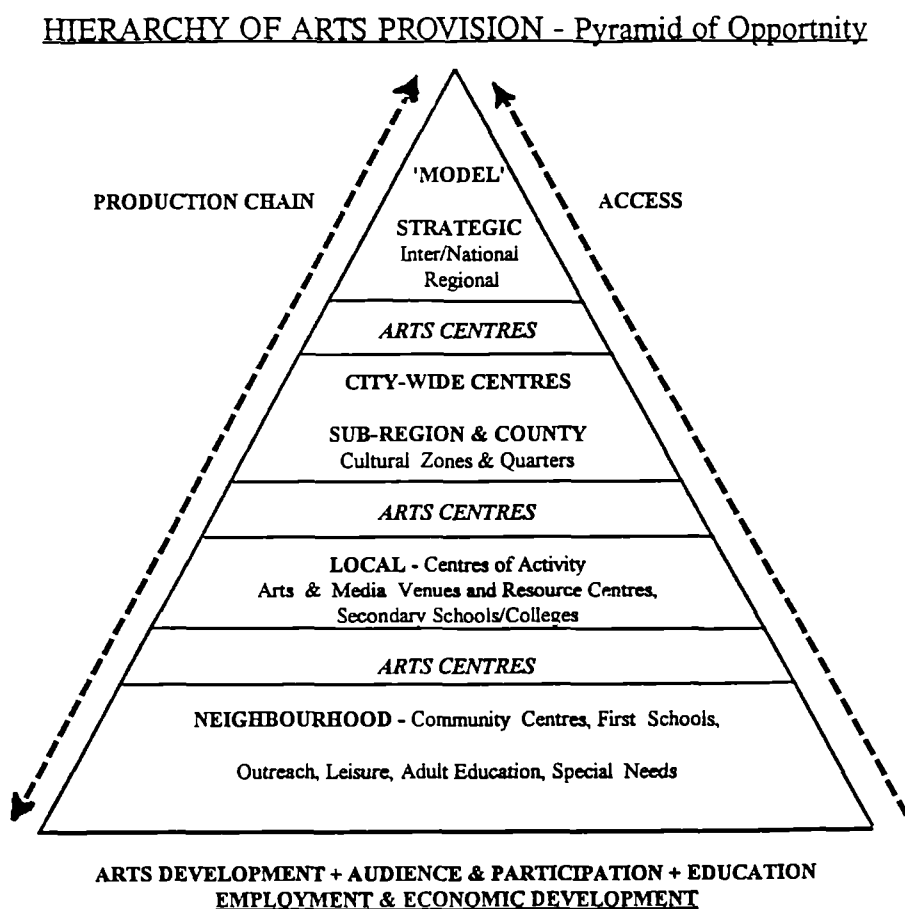 HIERARCHY OF ARTS PROVISION - Pyramid of Opportnity
'MODEL'
PRODUCTION CHAIN
ACCESS
STRATEGIC
Inter/National
Regional
ARTS CENTRES
CITY-WIDE CENTRES
SUB-REGION & COUNTY
Cultural Zones & Quarters
ARTS CENTRES
LOCAL - Centres of Activity
Arts & Media Venues and Resource Centres,
Secondary Schools/Colleges
ARTS CENTRES
NEIGHBOURHOOD - Community Centres, First Schools,
Outreach, Leisure, Adult Education, Special Needs
ARTS DEVELOPMENT + AUDIENCE & PARTICIPATION + EDUCATION
EMPLOYMENT & ECONOMIC DEVELOPMENT